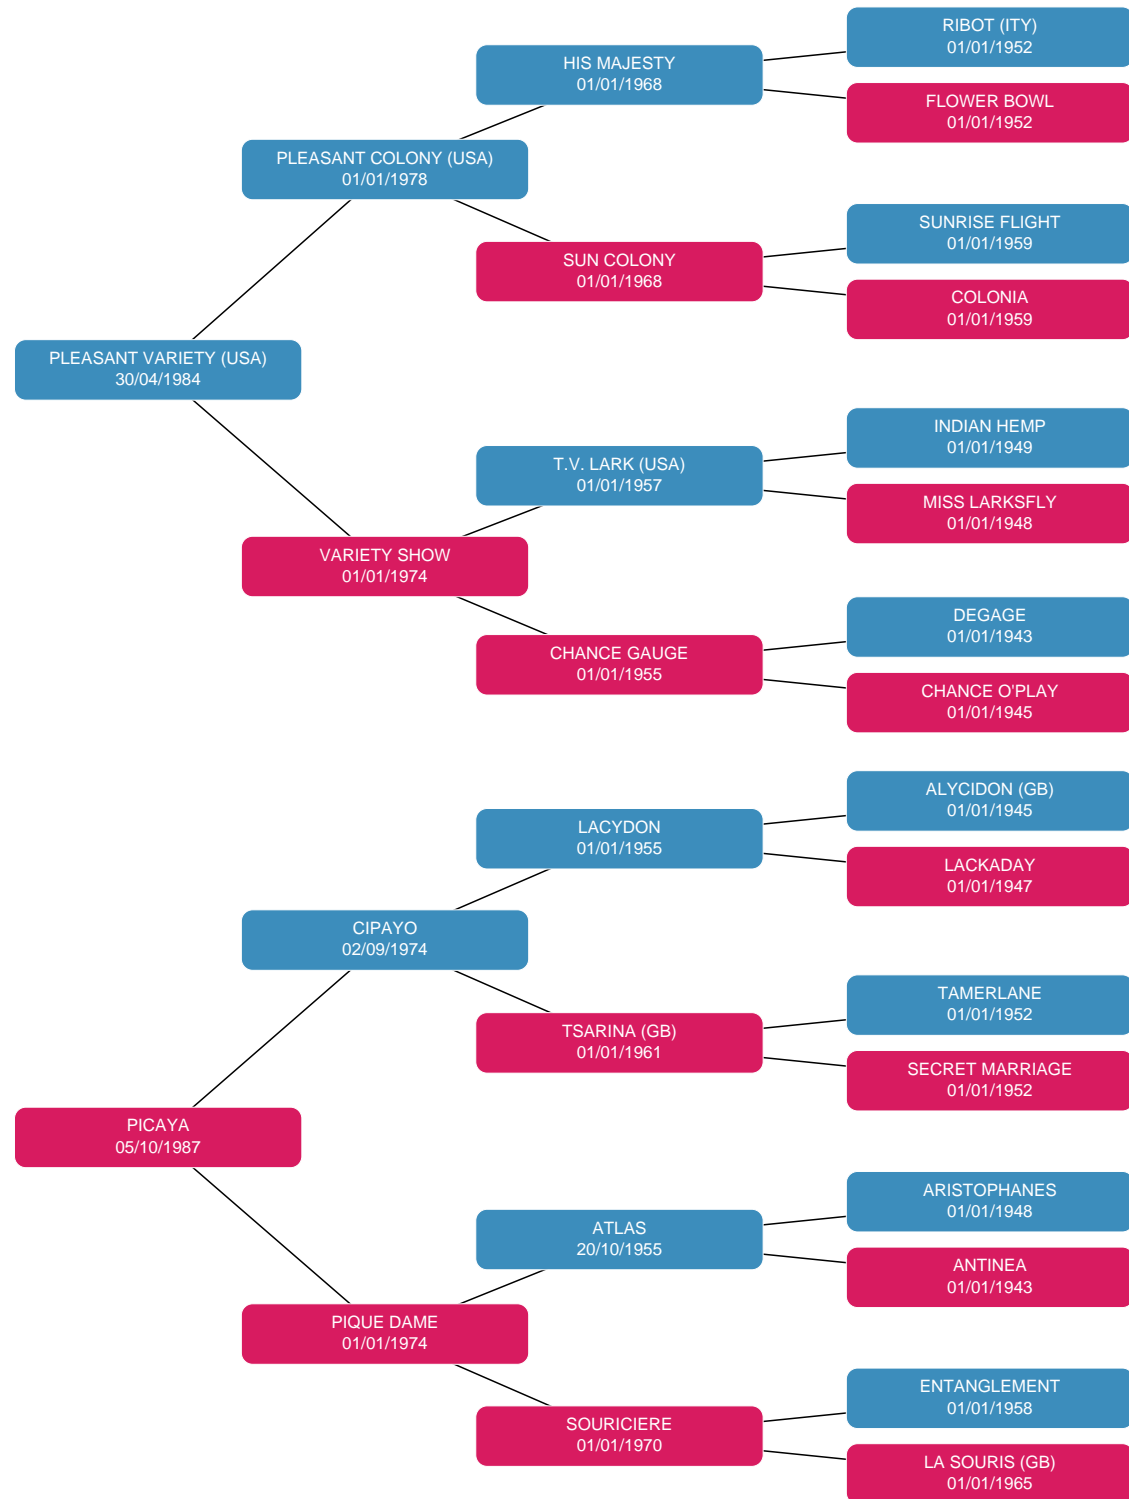 RIBOT (ITY)
01/01/1952
HIS MAJESTY
01/01/1968
FLOWER BOWL
01/01/1952
PLEASANT COLONY (USA)
01/01/1978
SUNRISE FLIGHT
01/01/1959
SUN COLONY
01/01/1968
COLONIA
01/01/1959
PLEASANT VARIETY (USA)
30/04/1984
INDIAN HEMP
01/01/1949
T.V. LARK (USA)
01/01/1957
MISS LARKSFLY
01/01/1948
VARIETY SHOW
01/01/1974
DEGAGE
01/01/1943
CHANCE GAUGE
01/01/1955
CHANCE O'PLAY
01/01/1945
ALYCIDON (GB)
01/01/1945
LACYDON
01/01/1955
LACKADAY
01/01/1947
CIPAYO
02/09/1974
TAMERLANE
01/01/1952
TSARINA (GB)
01/01/1961
SECRET MARRIAGE
01/01/1952
PICAYA
05/10/1987
ARISTOPHANES
01/01/1948
ATLAS
20/10/1955
ANTINEA
01/01/1943
PIQUE DAME
01/01/1974
ENTANGLEMENT
01/01/1958
SOURICIERE
01/01/1970
LA SOURIS (GB)
01/01/1965